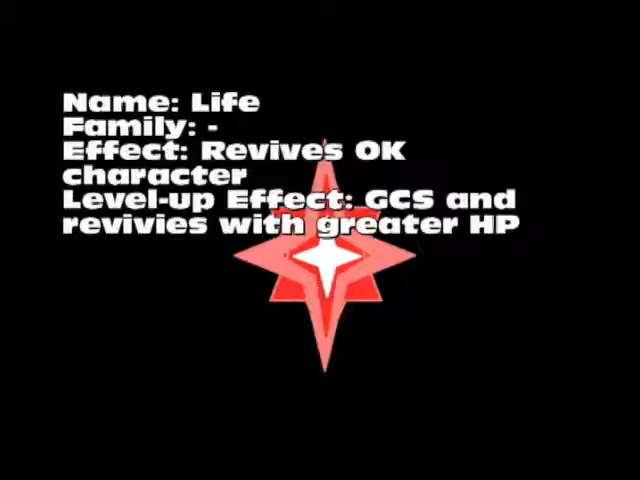 Name: Life
Family: -
Effect: Revives OK
character
Level-up Effect: GCS and
revivies with greater HP